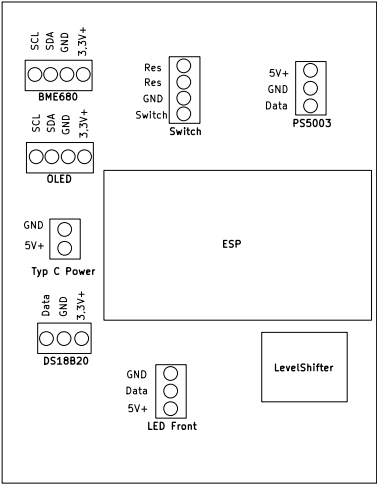 SCL SDA GND 3,3V+
BME680
SCL SDA GND 3,3V+
OLED
Res
Res
GND
Switch
Switch
5V+
GND
Data
PS5003
ESP
GND
5V+
Typ C Power
Data GND 3,3V+
DS18B20
GND
Data
5V+
LED Front
LevelShifter